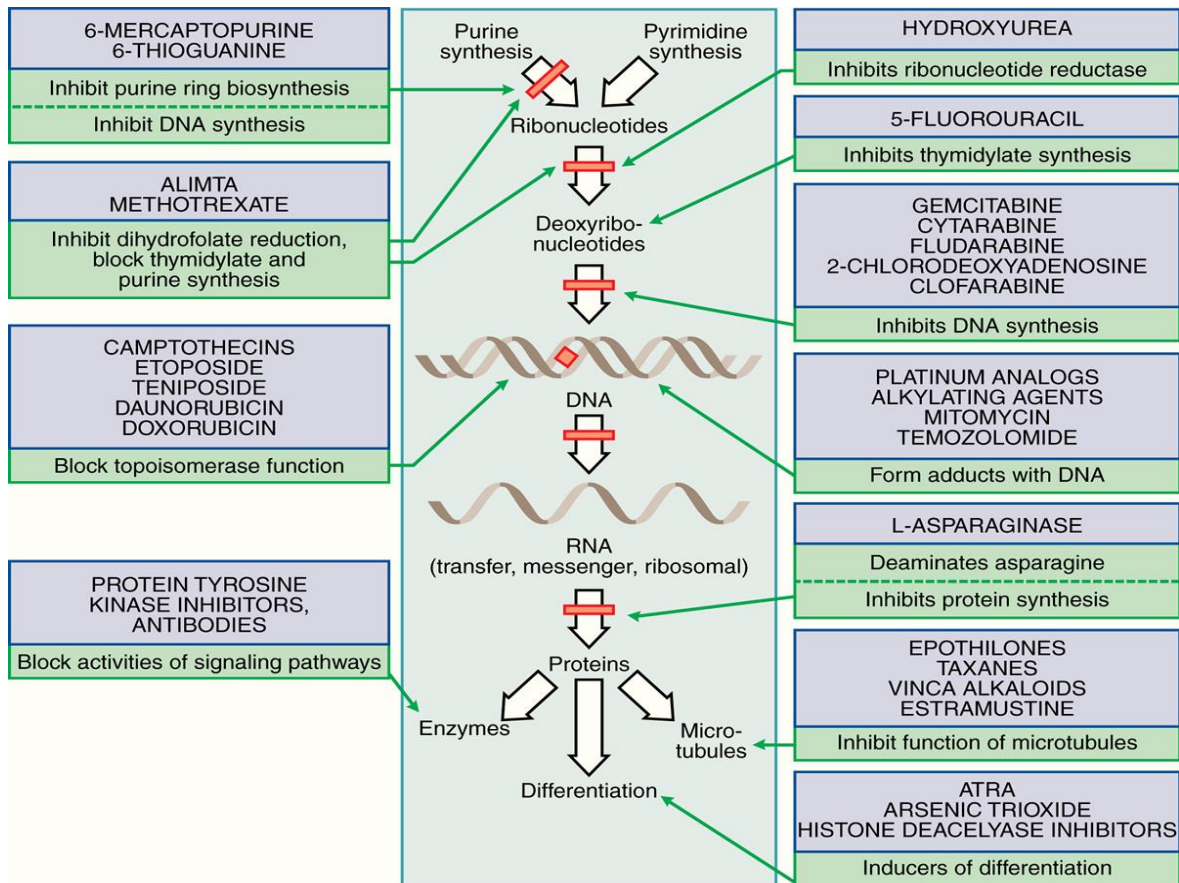 6-MERCAPTOPURINE
6-THIOGUANINE
Inhibit purine ring biosynthesis
Inhibit DNA synthesis
ALIMTA
METHOTREXATE
Inhibit dihydrofolate reduction,
block thymidylate and
purine synthesis
CAMPTOTHECINS
ETOPOSIDE
TENIPOSIDE
DAUNORUBICIN
DOXORUBICIN
Block topoisomerase function
PROTEIN TYROSINE
KINASE INHIBITORS,
ANTIBODIES
Block activities of signaling pathways
Purine
synthesis
Pyrimidine
synthesis
Ribonucleotides
Deoxyribo-
nucleotides
DNA
RNA
(transfer, messenger, ribosomal)
Proteins
Enzymes
Micro-
tubules
Differentiation
HYDROXYUREA
Inhibits ribonucleotide reductase
5-FLUOROURACIL
Inhibits thymidylate synthesis
GEMCITABINE
CYTARABINE
FLUDARABINE
2-CHLORODEOXYADENOSINE
CLOFARABINE
Inhibits DNA synthesis
PLATINUM ANALOGS
ALKYLATING AGENTS
MITOMYCIN
TEMOZOLOMIDE
Form adducts with DNA
L-ASPARAGINASE
Deaminates asparagine
Inhibits protein synthesis
EPOTHILONES
TAXANES
VINCA ALKALOIDS
ESTRAMUSTINE
Inhibit function of microtubules
ATRA
ARSENIC TRIOXIDE
HISTONE DEACELYASE INHIBITORS
Inducers of differentiation